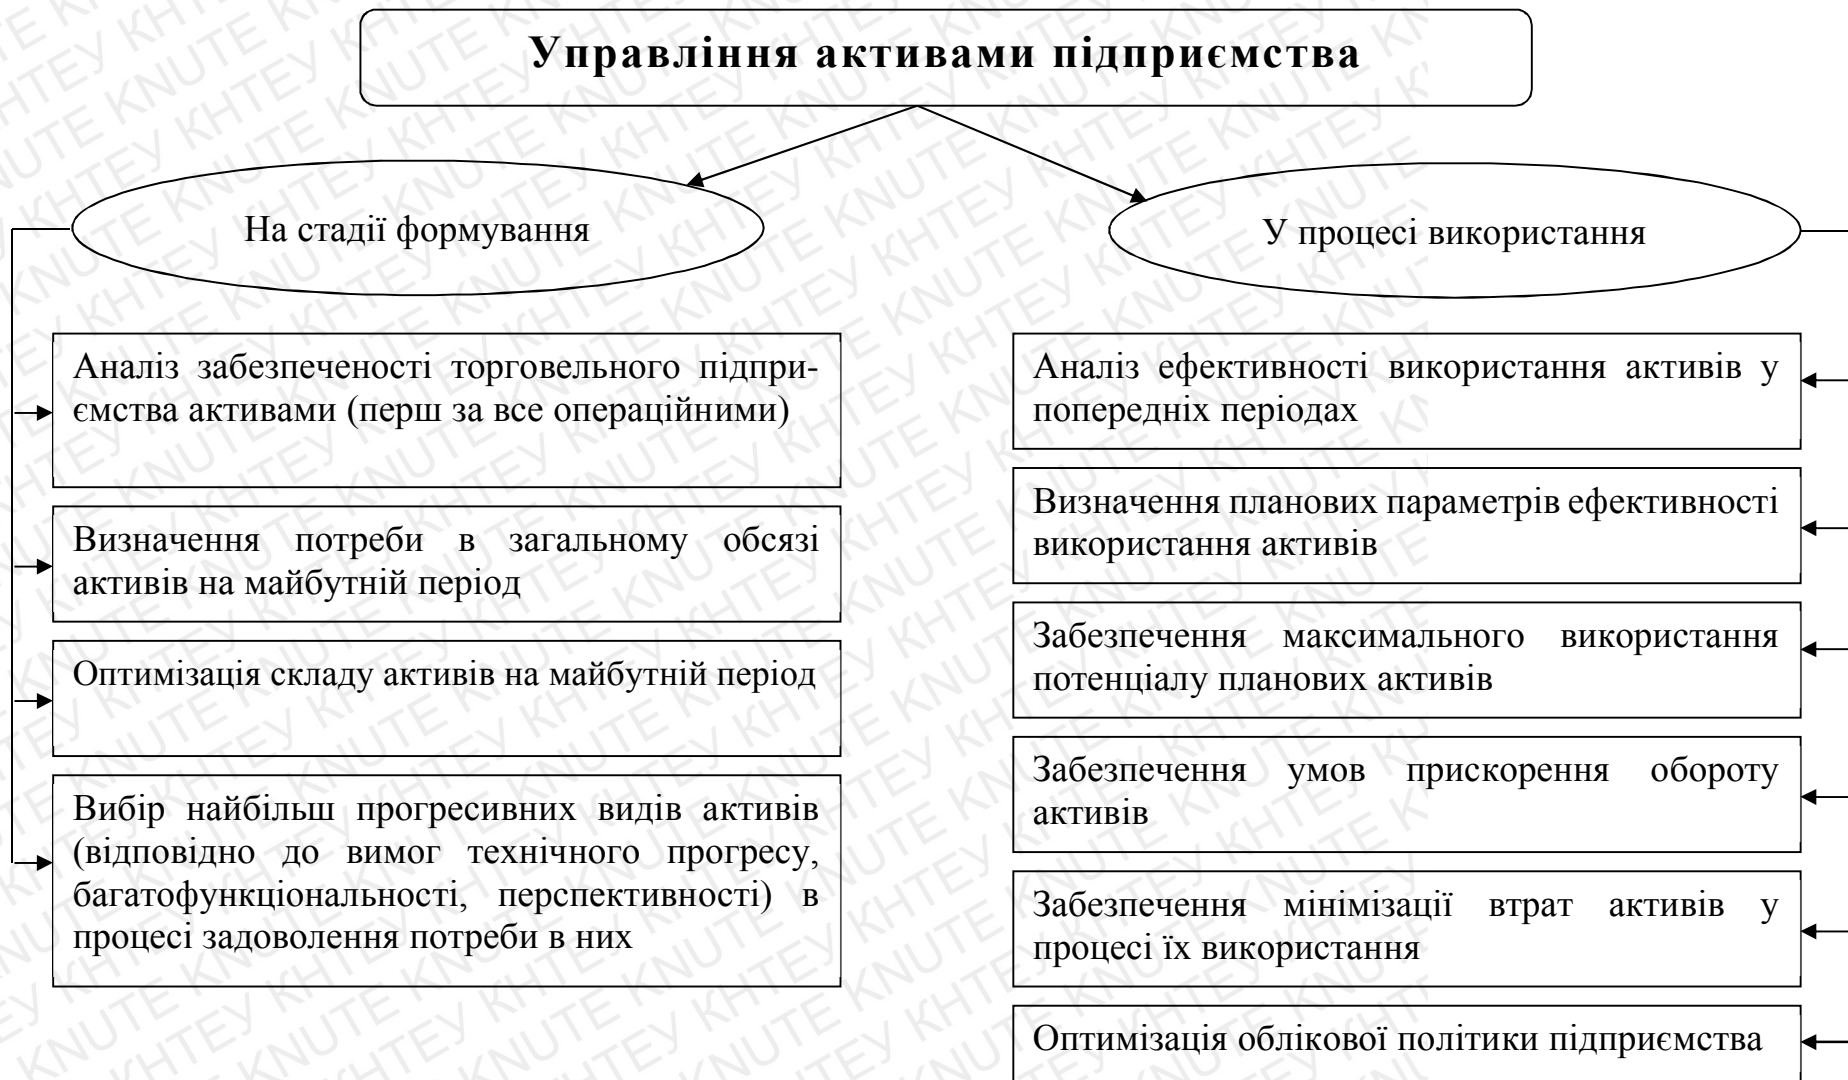 Управління активами підприємства
На стадії формування
У процесі використання
Аналіз забезпеченості торговельного підпри-
ємства активами (перш за все операційними)
Визначення потреби в загальному обсязі
активів на майбутній період
Оптимізація складу активів на майбутній період
Вибір найбільш прогресивних видів активів
(відповідно до вимог технічного прогресу,
багатофункціональності, перспективності) в
процесі задоволення потреби в них
Аналіз ефективності використання активів у
попередніх періодах
Визначення планових параметрів ефективності
використання активів
Забезпечення максимального використання
потенціалу планових активів
Забезпечення умов прискорення обороту
активів
Забезпечення мінімізації втрат активів у
процесі їх використання
Оптимізація облікової політики підприємства